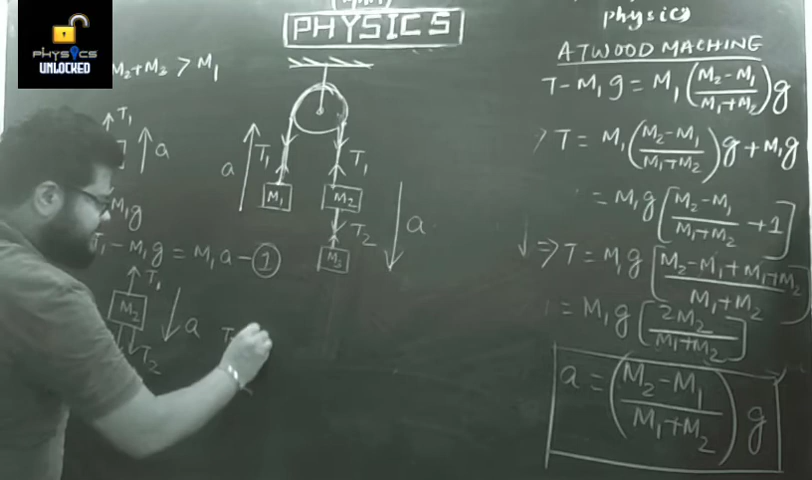 PHYSICS UNLOCKED
PHYSICS
M₂+M₃ > M₁
T₁
a
M₁g
T₁ - M₁g = M₁a - ①
T₁
M₂
a
T₂
a
T₁
T₁
M₁
M₂
T₂
M₃
a
physics
ATWOOD MACHINE
T-M₁g = M₁(M₂-M₁/M₁+M₂)g
T = M₁(M₂-M₁/M₁+M₂)g + M₁g
= M₁g[M₂-M₁/M₁+M₂ + 1]
⇒ T = M₁g[M₂-M₁+M₁+M₂/M₁+M₂]
= M₁g[2M₂/M₁+M₂]
a = (M₂-M₁/M₁+M₂)g